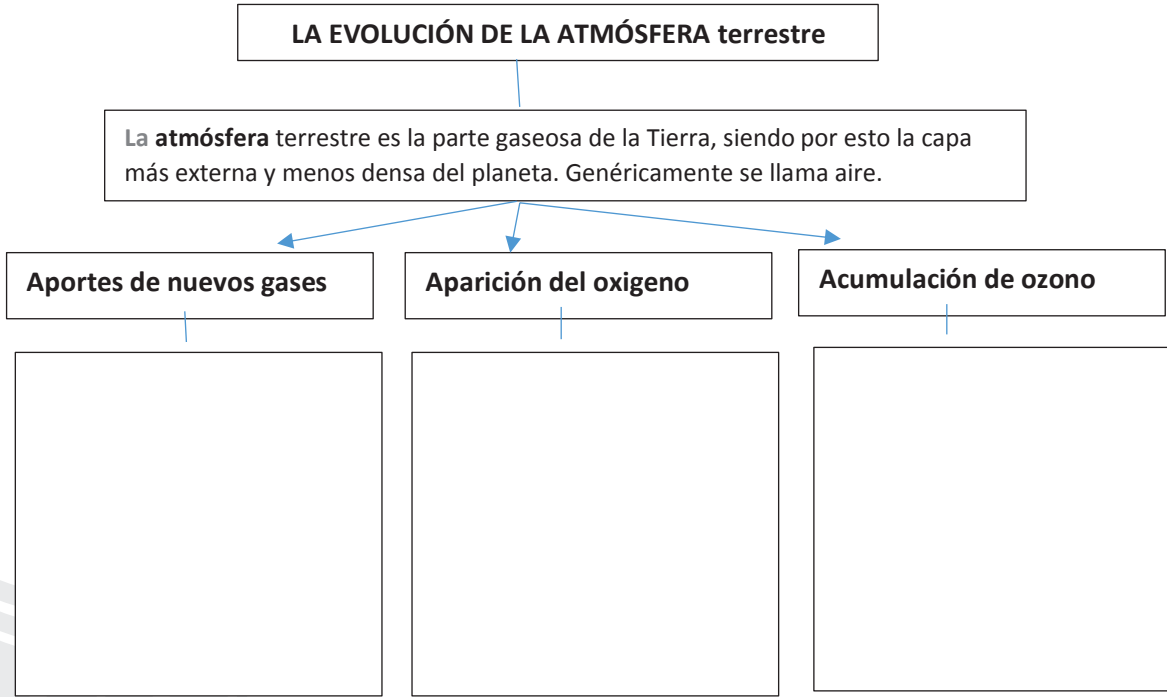 LA EVOLUCIÓN DE LA ATMÓSFERA terrestre
La atmósfera terrestre es la parte gaseosa de la Tierra, siendo por esto la capa
más externa y menos densa del planeta. Genéricamente se llama aire.
Aportes de nuevos gases
Aparición del oxigeno
Acumulación de ozono